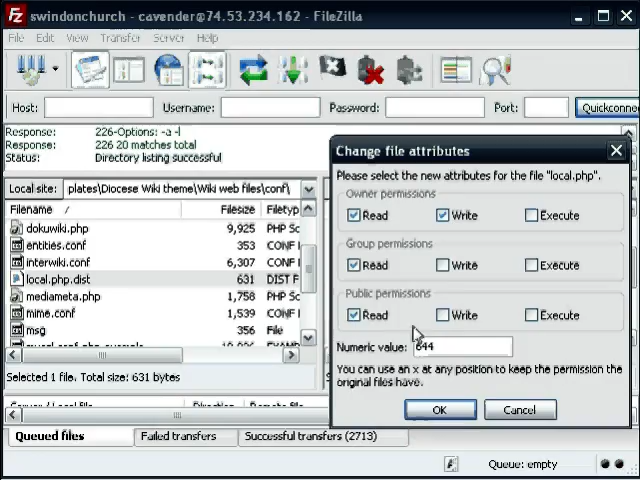 swindonchurch - cavender@74.53.234.162 - FileZilla
File Edit View Transfer Server Help
Host: Username: Password: Port: Quickconnect
Response: 226-Options: -a -l
Response: 226 20 matches total
Status: Directory listing successful
Local site: plates\Diocese Wiki theme\Wiki web files\conf\
Filename Filesize Filetyp
dokuwiki.php 9,925 PHP Sc
entities.conf 353 CONF
interwiki.conf 6,307 CONF
local.php.dist 631 DIST F
mediameta.php 1,758 PHP Sc
mime.conf 1,539 CONF
msg 356 File
Selected 1 file. Total size: 631 bytes
Queued files Failed transfers Successful transfers (2713)
Queue: empty
Change file attributes
Please select the new attributes for the file "local.php".
Owner permissions
Read Write Execute
Group permissions
Read Write Execute
Public permissions
Read Write Execute
Numeric value: 644
You can use an x at any position to keep the permission the
original files have.
OK Cancel